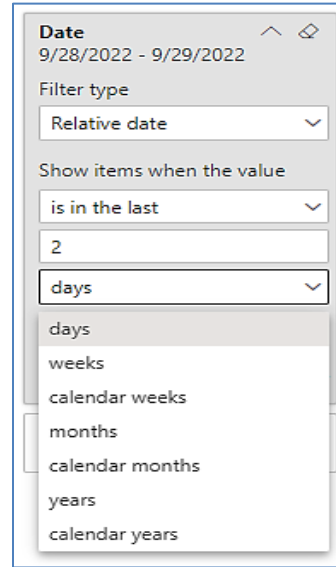 Date
9/28/2022 - 9/29/2022
Filter type
Relative date
Show items when the value
is in the last
2
days
days
weeks
calendar weeks
months
calendar months
years
calendar years